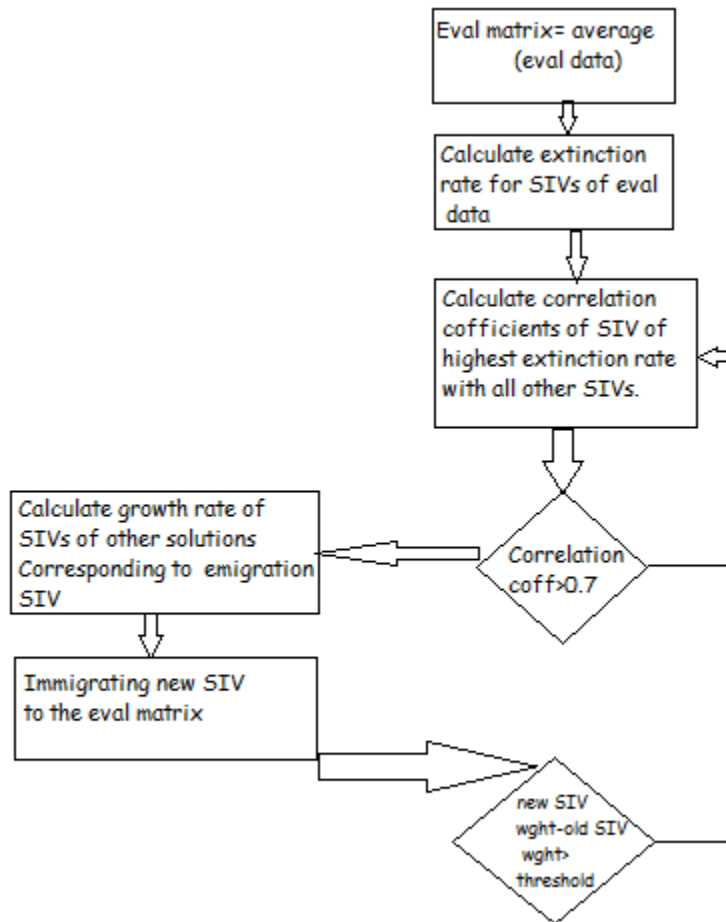 Eval matrix= average
(eval data)
Calculate extinction
rate for SIVs of eval
data
Calculate correlation
cofficients of SIV of
highest extinction rate
with all other SIVs.
Correlation
coff>0.7
Calculate growth rate of
SIVs of other solutions
Corresponding to emigration
SIV
Immigrating new SIV
to the eval matrix
new SIV
wght-old SIV
wght>
threshold